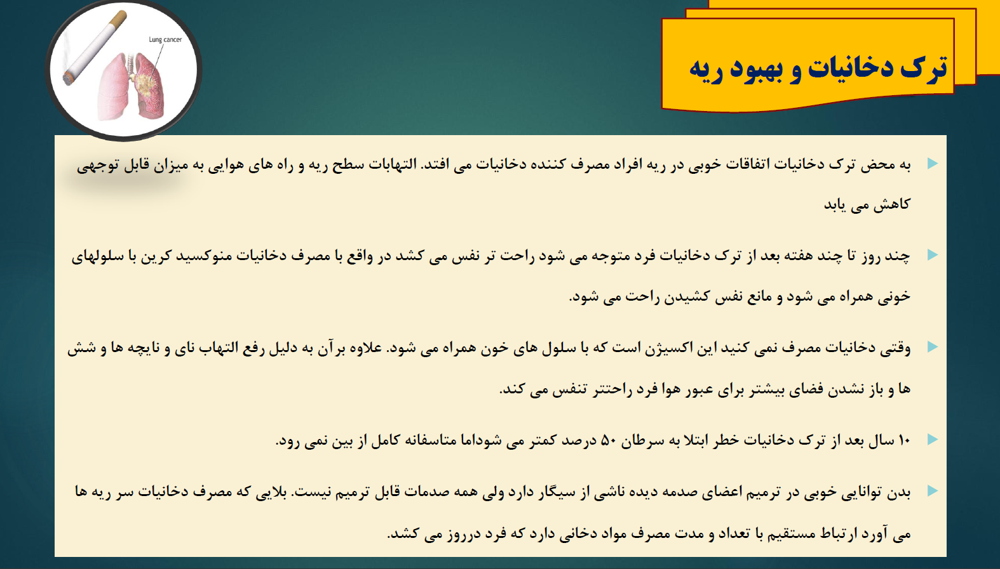 Lung cancer
ترک دخانیات و بهبود ریه
به محض ترک دخانیات اتفاقات خوبی در ریه افراد مصرف کننده دخانیات می افتد. التهابات سطح ریه و راه های هوایی به میزان قابل توجهی
کاهش می یابد
چند روز تا چند هفته بعد از ترک دخانیات فرد متوجه می شود راحت تر نفس می کشد در واقع با مصرف دخانیات منوکسید کربن با سلولهای
خونی همراه می شود و مانع نفس کشیدن راحت می شود.
وقتی دخانیات مصرف نمی کنید این اکسیژن است که با سلول های خون همراه می شود. علاوه برآن به دلیل رفع التهاب نای و نایچه ها و شش
ها و باز نشدن فضای بیشتر برای عبور هوا فرد راحتتر تنفس می کند.
۱۰ سال بعد از ترک دخانیات خطر ابتلا به سرطان ۵۰ درصد کمتر می شوداما متاسفانه کامل از بین نمی رود.
بدن توانایی خوبی در ترمیم اعضای صدمه دیده ناشی از سیگار دارد ولی همه صدمات قابل ترمیم نیست. بلایی که مصرف دخانیات سر ریه ها
می آورد ارتباط مستقیم با تعداد و مدت مصرف مواد دخانی دارد که فرد درروز می کشد.